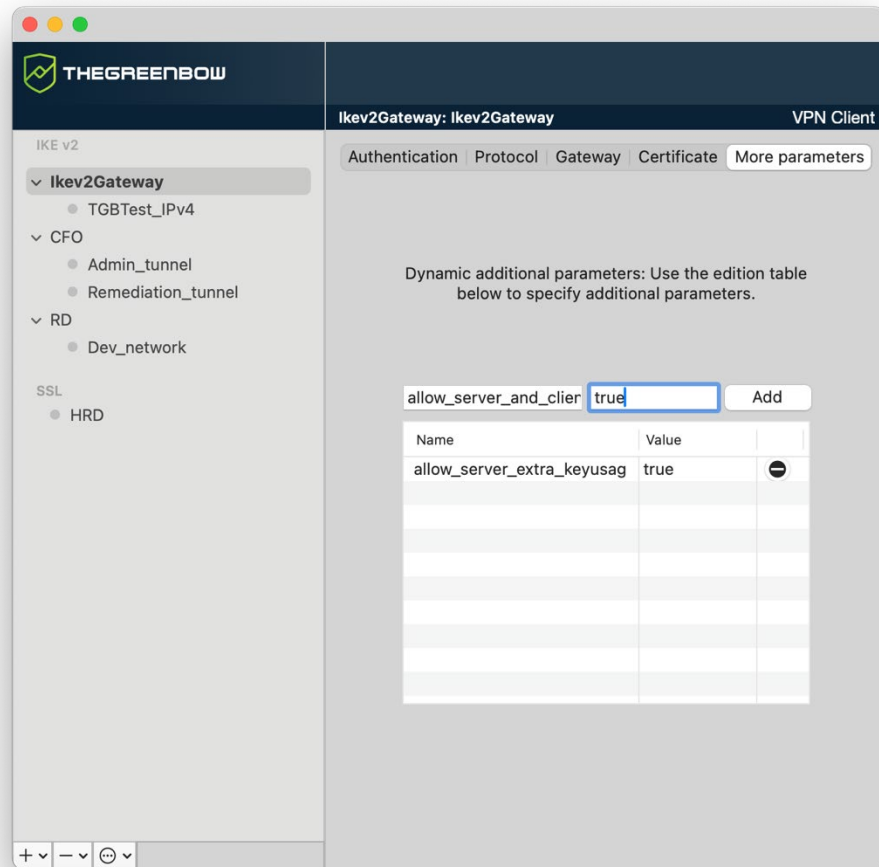 THEGREENBOW
Ikev2Gateway: Ikev2Gateway VPN Client
IKE v2
Ikev2Gateway
TGBTest_IPv4
CFO
Admin_tunnel
Remediation_tunnel
RD
Dev_network
SSL
HRD
Authentication Protocol Gateway Certificate More parameters
Dynamic additional parameters: Use the edition table
below to specify additional parameters.
allow_server_and_clier true Add
Name Value
allow_server_extra_keyusag true